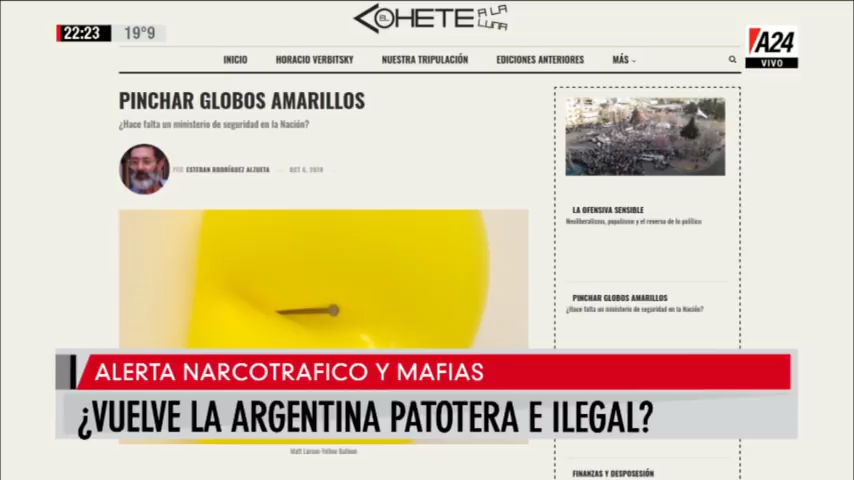 22:23
19°9
EL COHETE A LA LUNA
A24
VIVO
INICIO
HORACIO VERBITSKY
NUESTRA TRIPULACIÓN
EDICIONES ANTERIORES
MÁS
PINCHAR GLOBOS AMARILLOS
¿Hace falta un ministerio de seguridad en la Nación?
POR ESTEBAN RODRÍGUEZ ALZUETA
OCT 6, 2019
LA OFENSIVA SENSIBLE
Neoliberalismo, populismo y el reverso de lo político
PINCHAR GLOBOS AMARILLOS
¿Hace falta un ministerio de seguridad en la Nación?
ALERTA NARCOTRAFICO Y MAFIAS
¿VUELVE LA ARGENTINA PATOTERA E ILEGAL?
Matt Larson-Yellow Balloon
FINANZAS Y DESPOSESIÓN